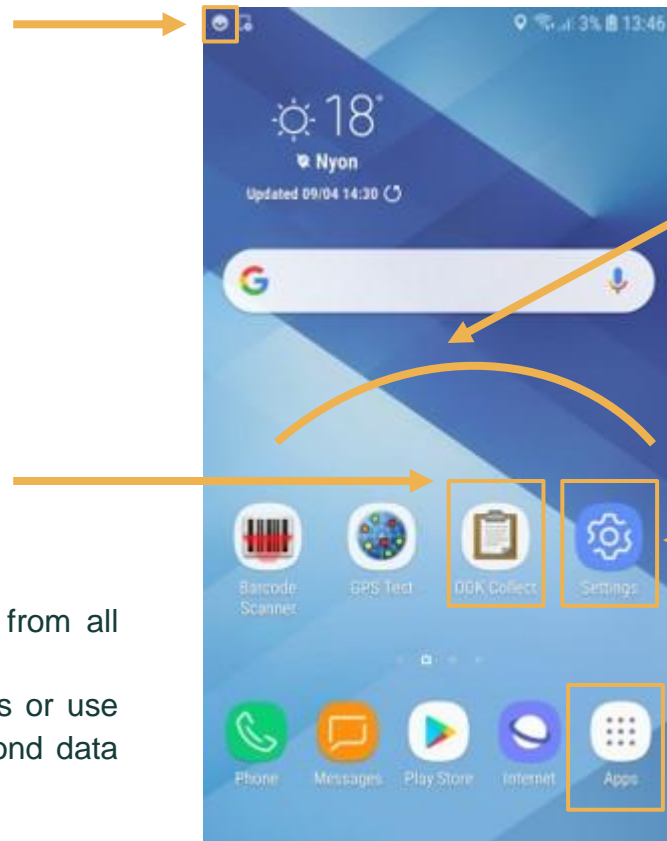 3% 13:46
18°
Nyon
Updated 09/04 14:30
G
Barcode Scanner
GPS Test
ODK Collect
Settings
from all
s or use
ond data
Phone
Messages
Play Store
Internet
Apps